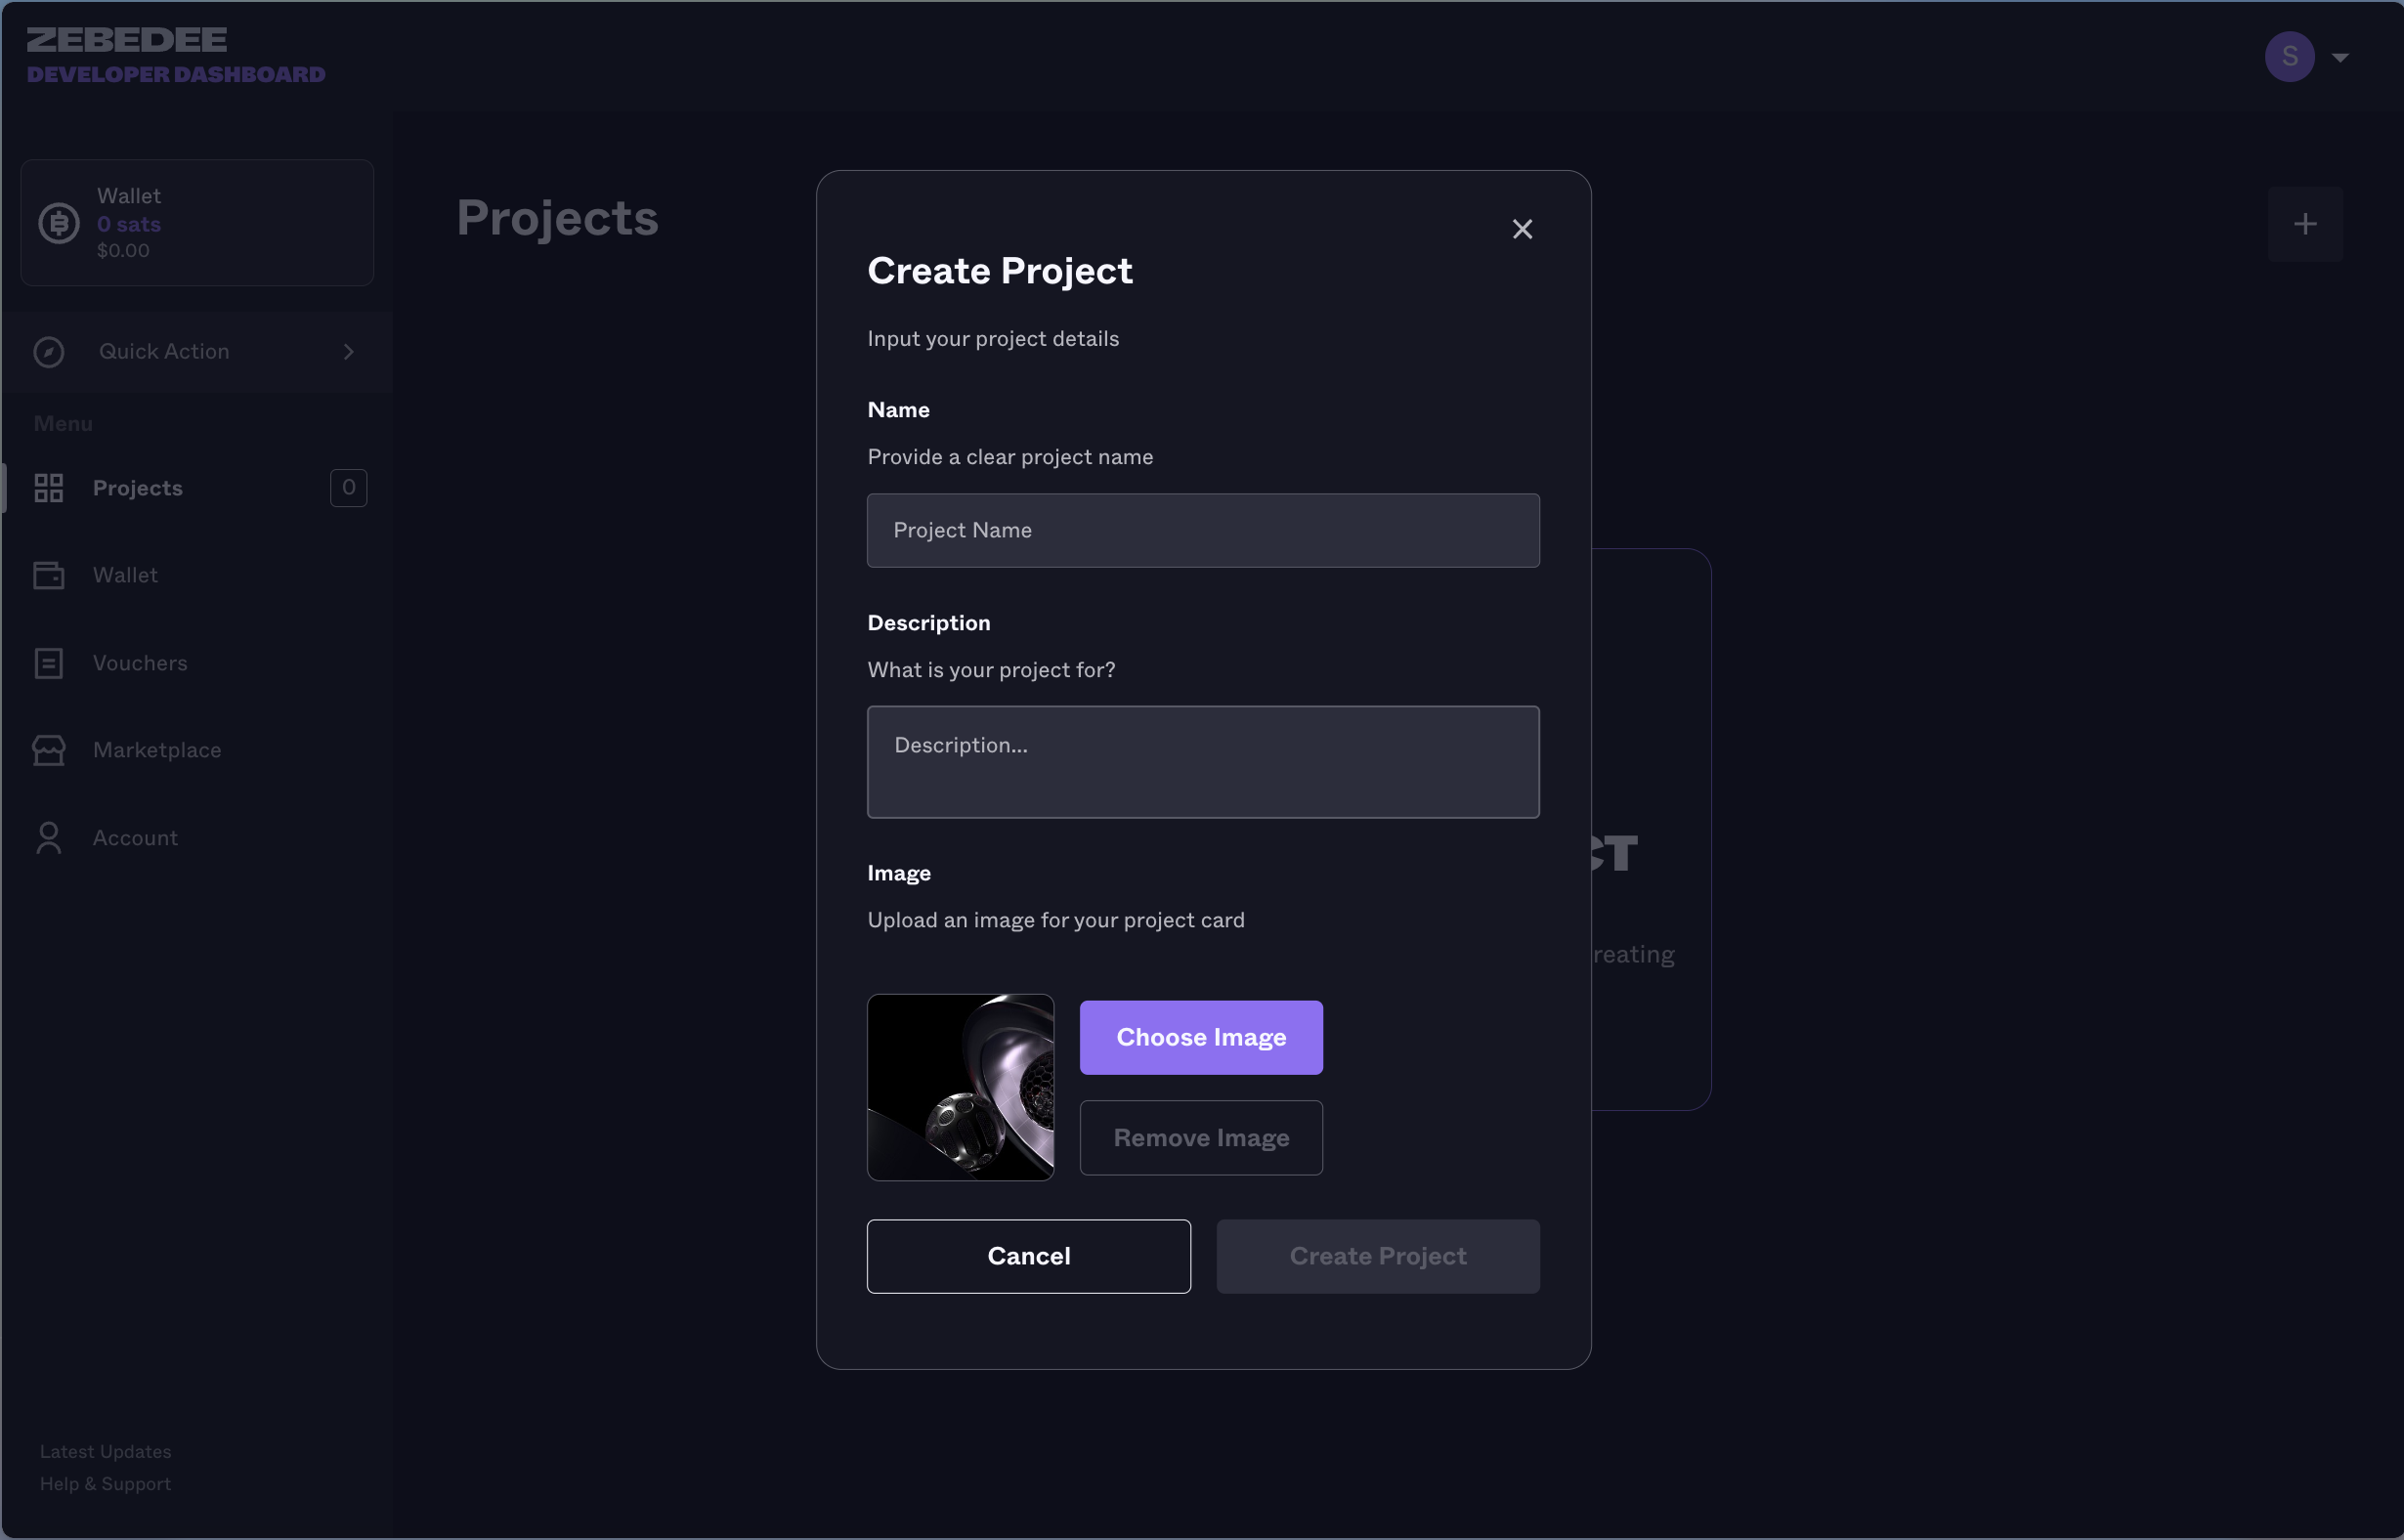 ZEBEDEE
DEVELOPER DASHBOARD
S
Wallet
0 sats
$0.00
Quick Action
Menu
Projects
0
Wallet
Vouchers
Marketplace
Account
Latest Updates
Help & Support
Projects
+
Create Project
Input your project details
Name
Provide a clear project name
Project Name
Description
What is your project for?
Description...
Image
Upload an image for your project card
Choose Image
Remove Image
Cancel
Create Project
CT
reating